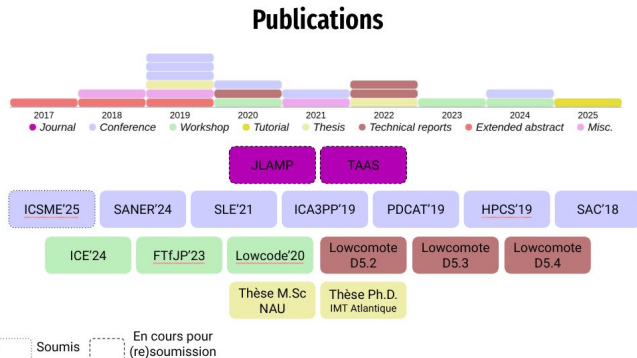 Publications
2017 2018 2019 2020 2021 2022 2023 2024 2025
Journal Conference Workshop Tutorial Thesis Technical reports Extended abstract Misc.
JLAMP TAAS
ICSME'25 SANER'24 SLE'21 ICA3PP'19 PDCAT'19 HPCS'19 SAC'18
ICE'24 FTfJP'23 Lowcode'20 Lowcomote D5.2 Lowcomote D5.3 Lowcomote D5.4
Thèse M.Sc NAU Thèse Ph.D. IMT Atlantique
Soumis
En cours pour
(re)soumission